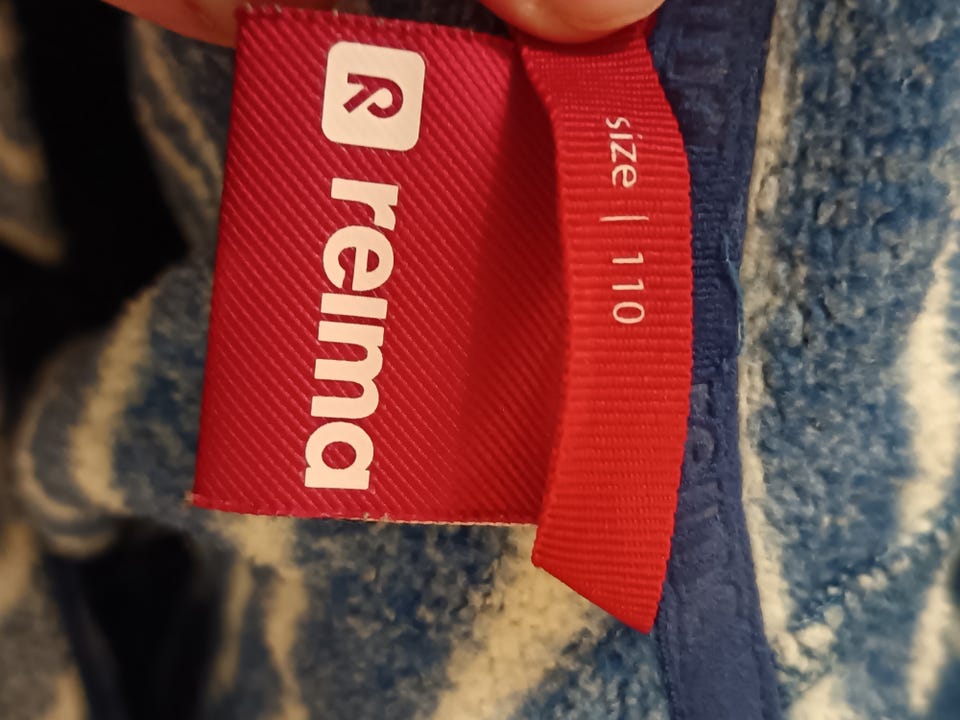 reima
size | 110